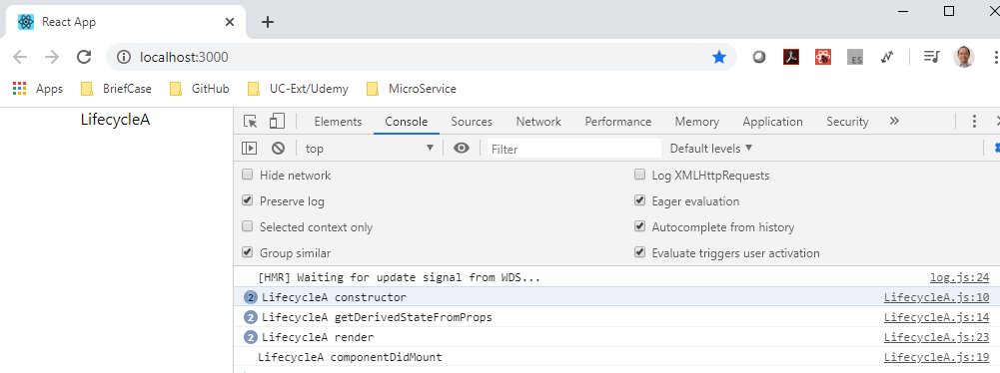 React App
localhost:3000
ES
Apps BriefCase GitHub UC-Ext/Udemy MicroService
LifecycleA
Elements Console Sources Network Performance Memory Application Security »
top Filter Default levels
Hide network Log XMLHttpRequests
Preserve log Eager evaluation
Selected context only Autocomplete from history
Group similar Evaluate triggers user activation
[HMR] Waiting for update signal from WDS... log.js:24
2 LifecycleA constructor LifecycleA.js:10
2 LifecycleA getDerivedStateFromProps LifecycleA.js:14
2 LifecycleA render LifecycleA.js:23
LifecycleA componentDidMount LifecycleA.js:19